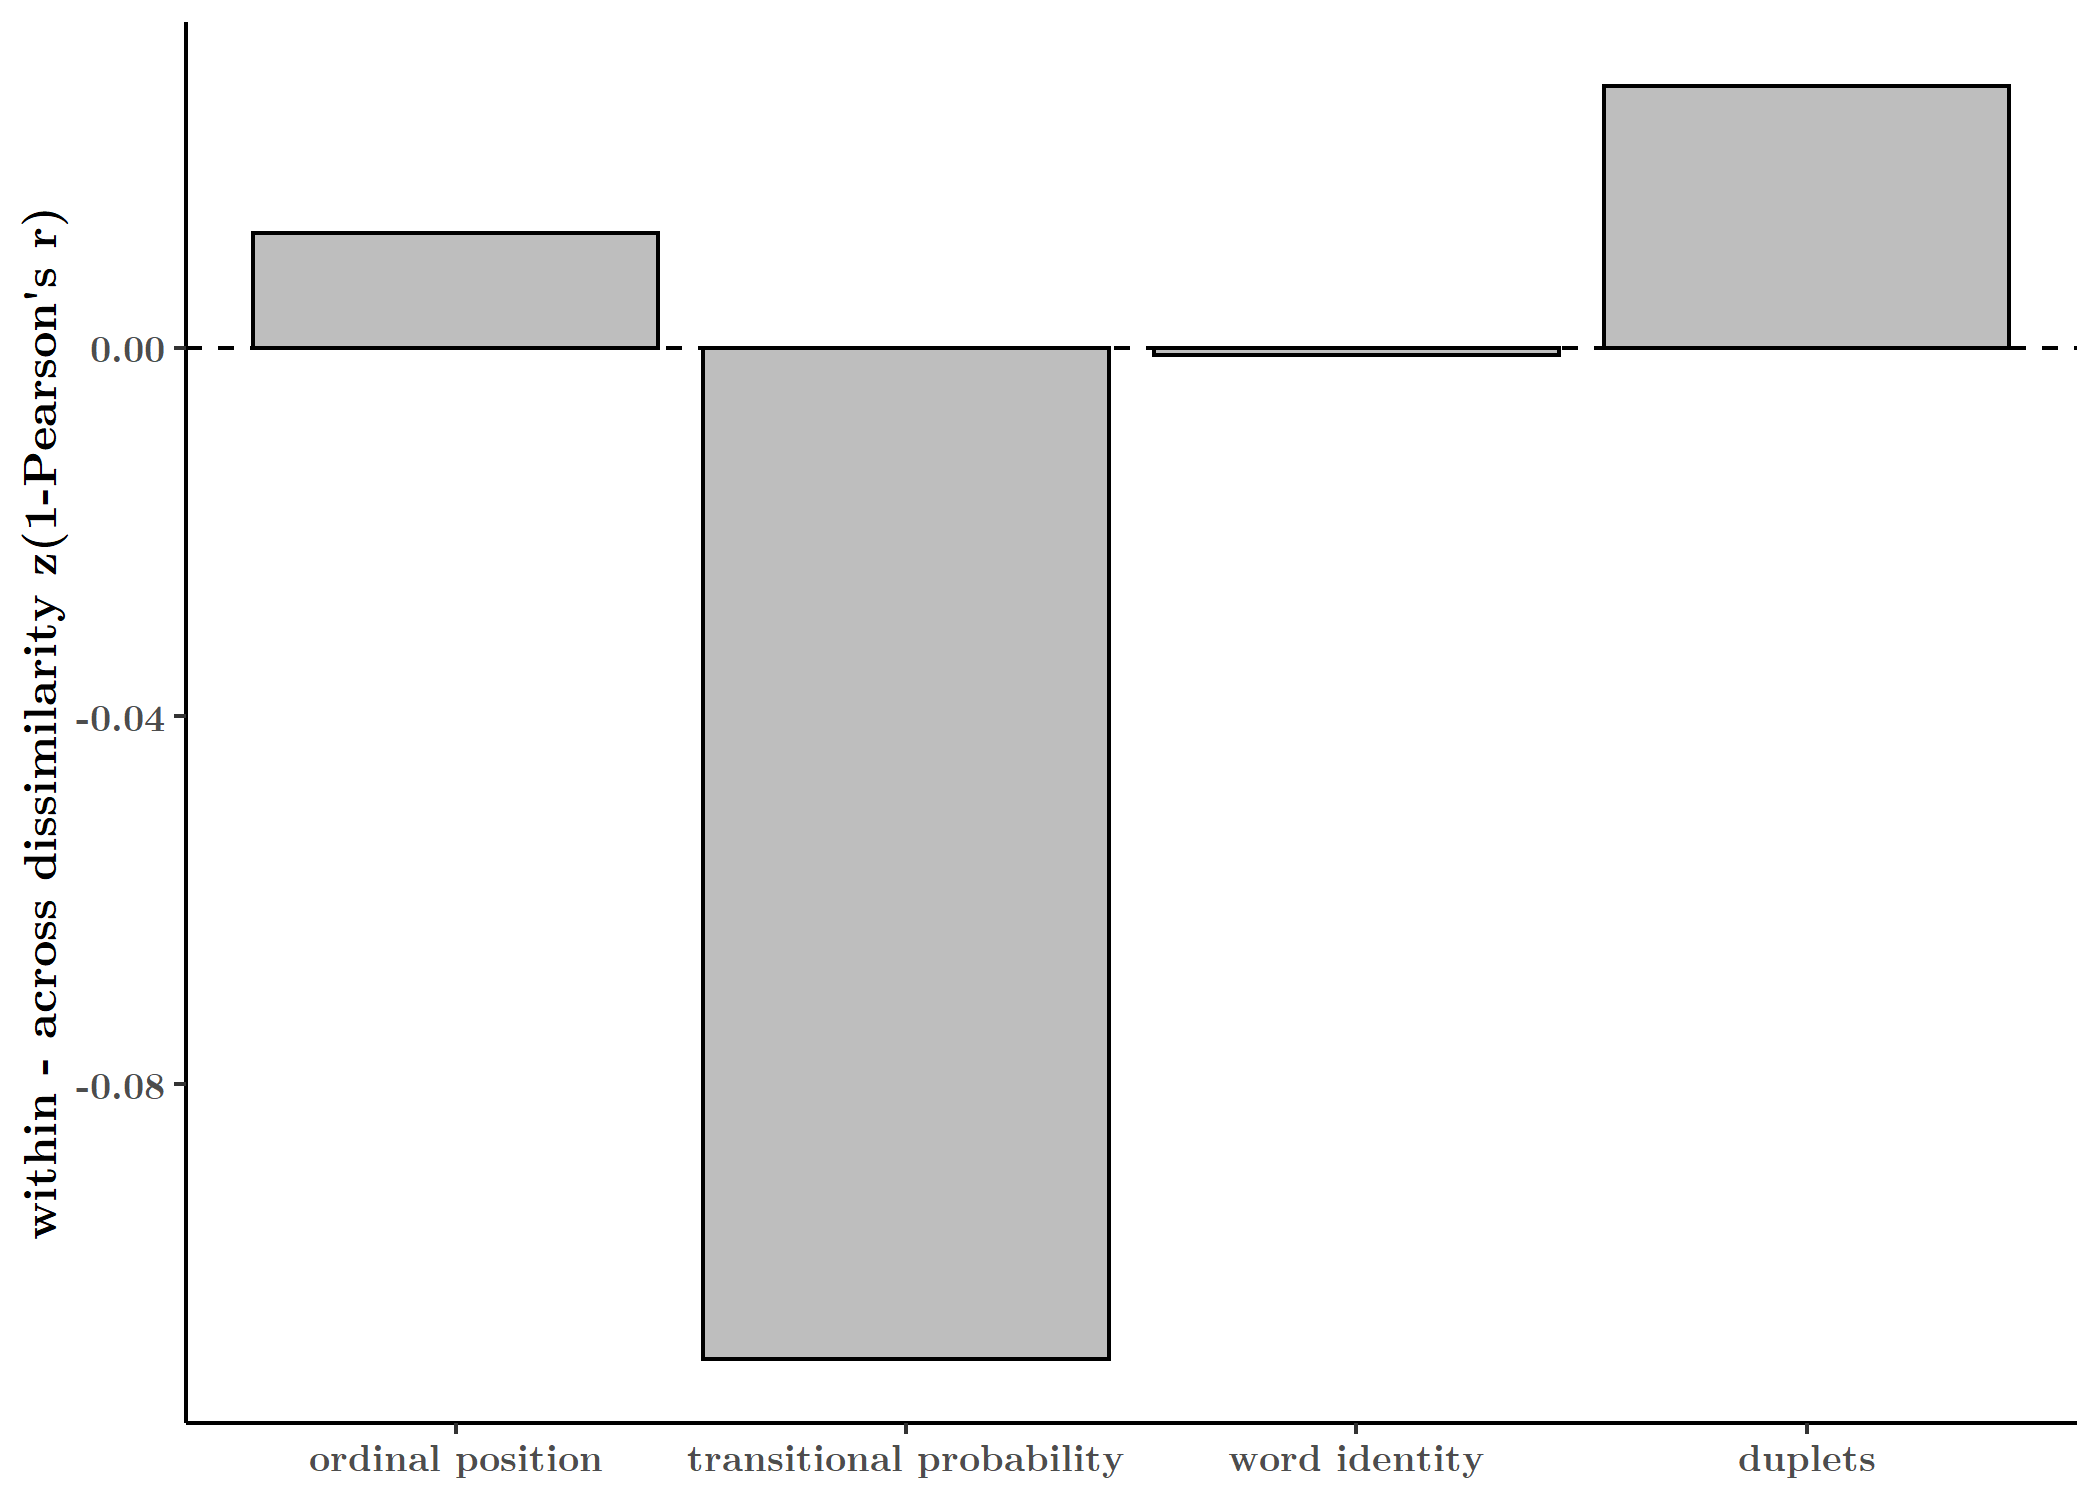 within - across dissimilarity z(1-Pearson's r)
0.00
-0.04
-0.08
ordinal position
transitional probability
word identity
duplets